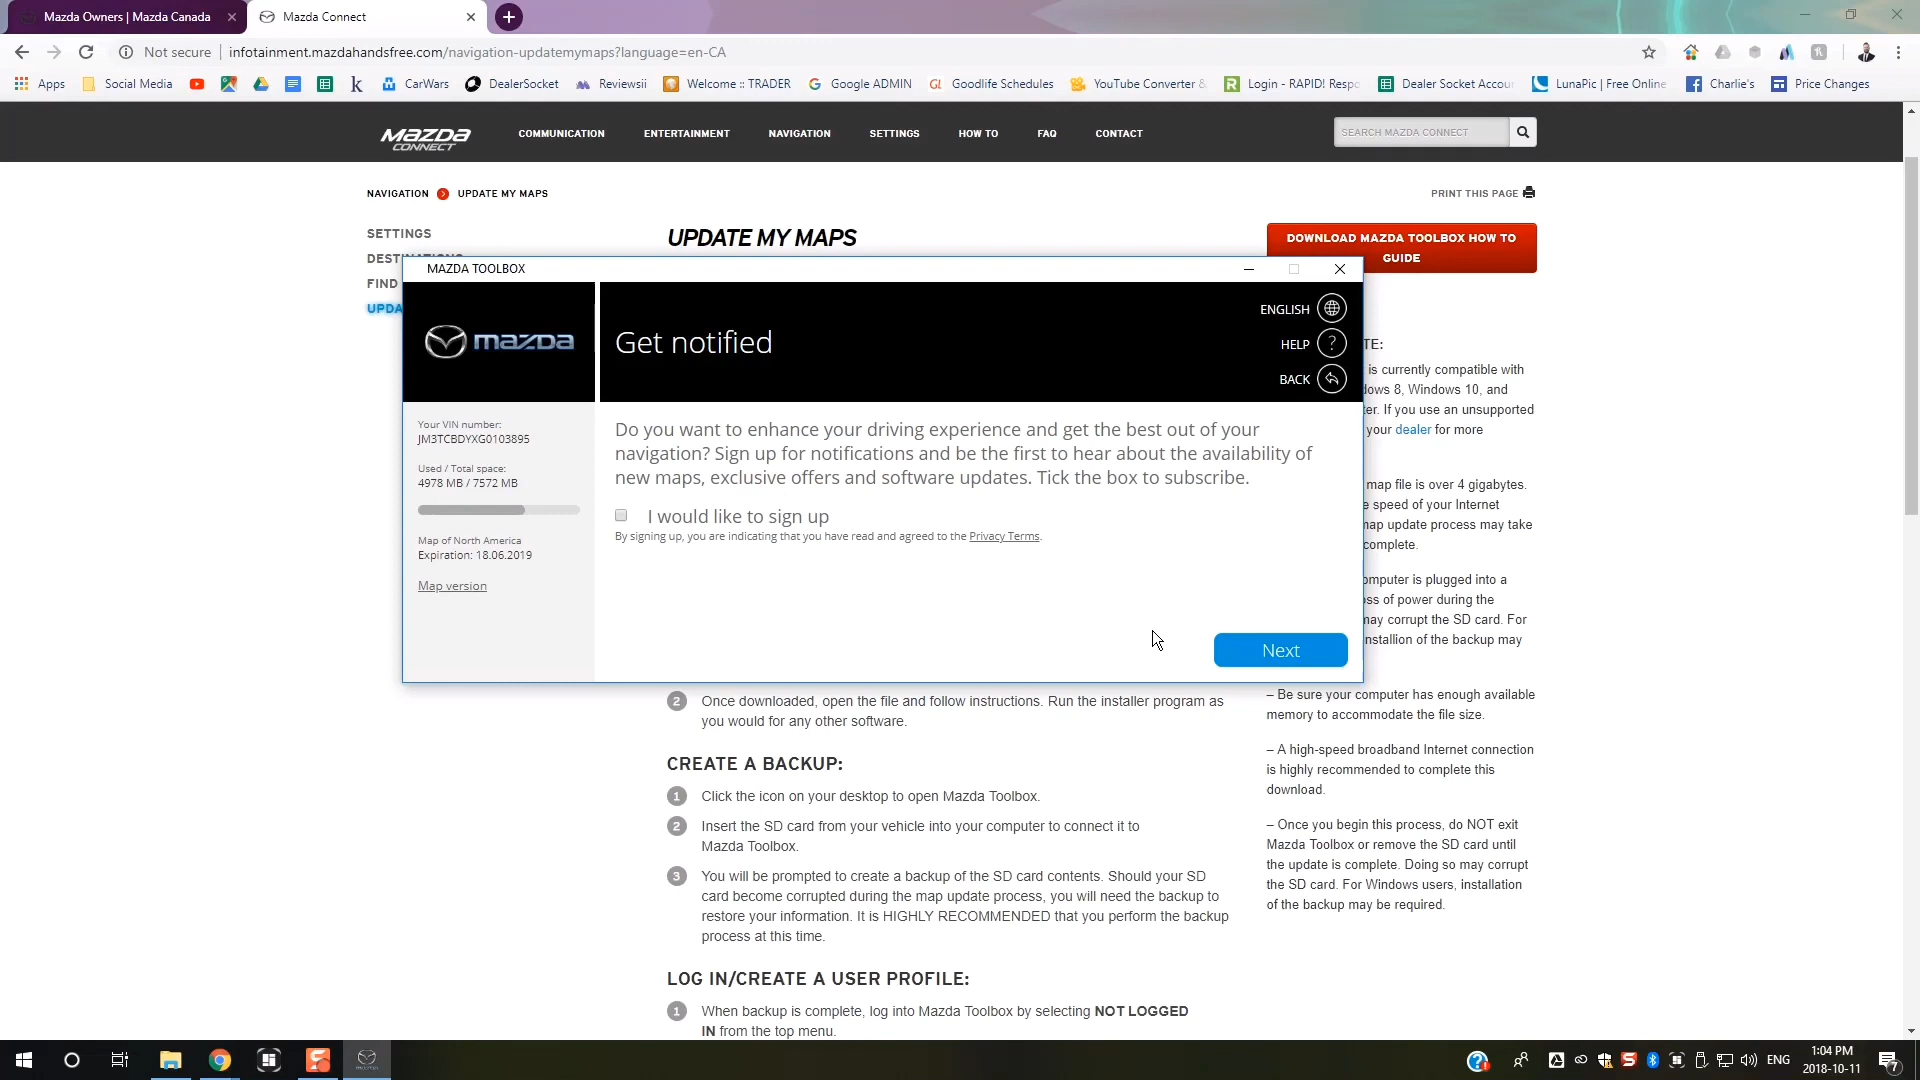 Mazda Owners | Mazda Canada
Mazda Connect
Not secure
infotainment.mazdahandsfree.com/navigation-updatemymaps?language=en-CA
Apps
Social Media
CarWars
DealerSocket
Reviewsii
Welcome :: TRADER
Google ADMIN
Goodlife Schedules
YouTube Converter &
Login - RAPID! Respo
Dealer Socket Accou
LunaPic | Free Online
Charlie's
Price Changes
mazda
CONNECT
COMMUNICATION
ENTERTAINMENT
NAVIGATION
SETTINGS
HOW TO
FAQ
CONTACT
SEARCH MAZDA CONNECT
NAVIGATION
UPDATE MY MAPS
PRINT THIS PAGE
SETTINGS
DESTINATIONS
FIND
UPDA
UPDATE MY MAPS
DOWNLOAD MAZDA TOOLBOX HOW TO
GUIDE
MAZDA TOOLBOX
mazda
Get notified
ENGLISH
HELP
BACK
Your VIN number:
JM3TCBDYXG0103895
Used / Total space:
4978 MB / 7572 MB
Map of North America
Expiration: 18.06.2019
Map version
Do you want to enhance your driving experience and get the best out of your
navigation? Sign up for notifications and be the first to hear about the availability of
new maps, exclusive offers and software updates. Tick the box to subscribe.
I would like to sign up
By signing up, you are indicating that you have read and agreed to the Privacy Terms.
Next
TE:
is currently compatible with
dows 8, Windows 10, and
ter. If you use an unsupported
your dealer for more
map file is over 4 gigabytes.
e speed of your Internet
map update process may take
complete.
omputer is plugged into a
oss of power during the
may corrupt the SD card. For
nstallion of the backup may
– Be sure your computer has enough available
memory to accommodate the file size.
– A high-speed broadband Internet connection
is highly recommended to complete this
download.
– Once you begin this process, do NOT exit
Mazda Toolbox or remove the SD card until
the update is complete. Doing so may corrupt
the SD card. For Windows users, installation
of the backup may be required.
2 Once downloaded, open the file and follow instructions. Run the installer program as
you would for any other software.
CREATE A BACKUP:
1 Click the icon on your desktop to open Mazda Toolbox.
2 Insert the SD card from your vehicle into your computer to connect it to
Mazda Toolbox.
3 You will be prompted to create a backup of the SD card contents. Should your SD
card become corrupted during the map update process, you will need the backup to
restore your information. It is HIGHLY RECOMMENDED that you perform the backup
process at this time.
LOG IN/CREATE A USER PROFILE:
1 When backup is complete, log into Mazda Toolbox by selecting NOT LOGGED
IN from the top menu.
ENG
1:04 PM
2018-10-11
7